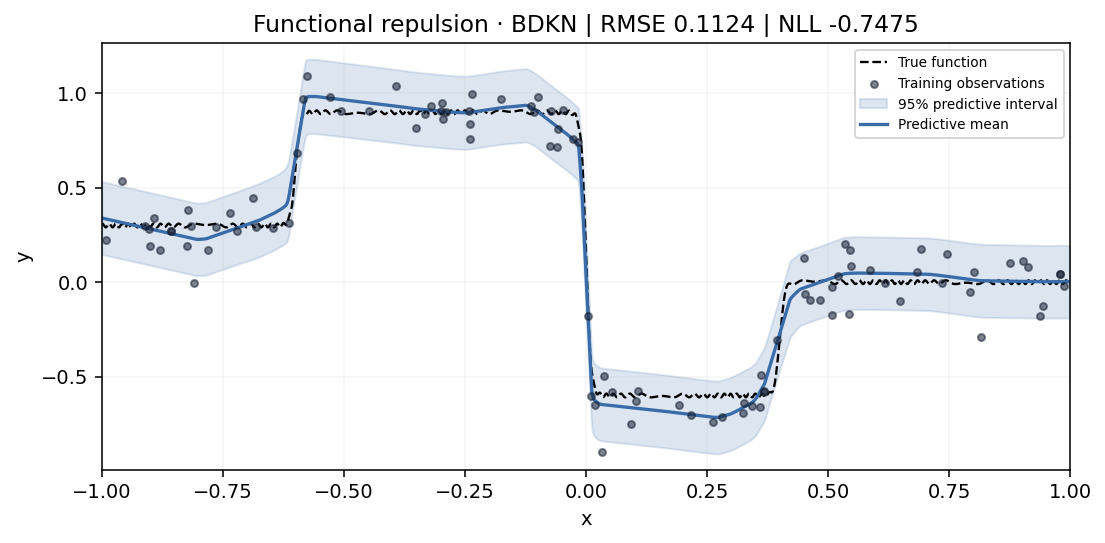 Functional repulsion · BDKN | RMSE 0.1124 | NLL -0.7475
True function
Training observations
95% predictive interval
Predictive mean
y
1.0
0.5
0.0
−0.5
−1.00 −0.75 −0.50 −0.25 0.00 0.25 0.50 0.75 1.00
x